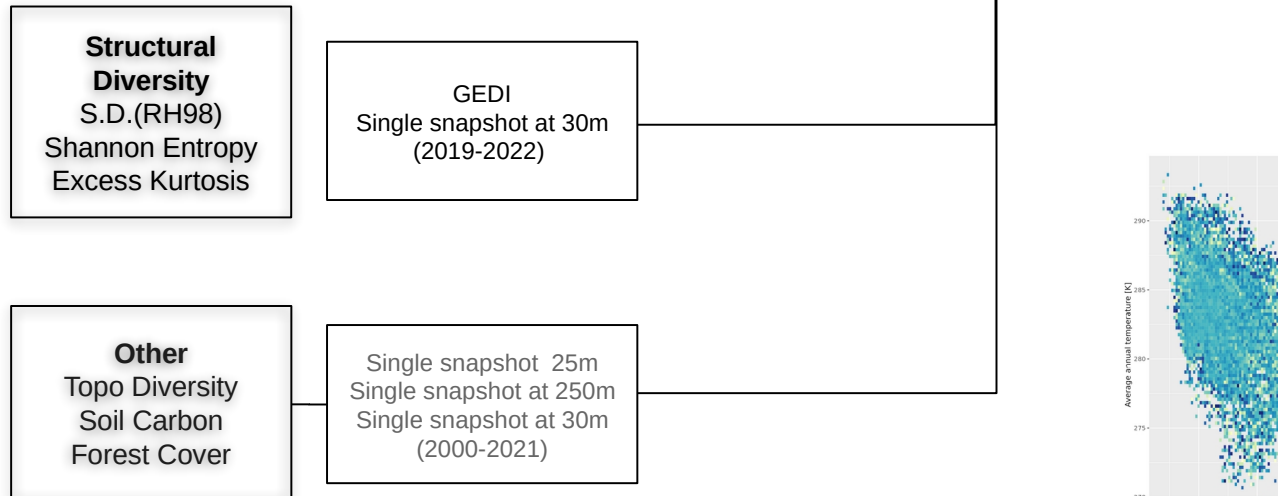 Structural
Diversity
S.D.(RH98)
Shannon Entropy
Excess Kurtosis
GEDI
Single snapshot at 30m
(2019-2022)
Other
Topo Diversity
Soil Carbon
Forest Cover
Single snapshot  25m
Single snapshot at 250m
Single snapshot at 30m
(2000-2021)
Average annual temperature [K]
290
285
280
275